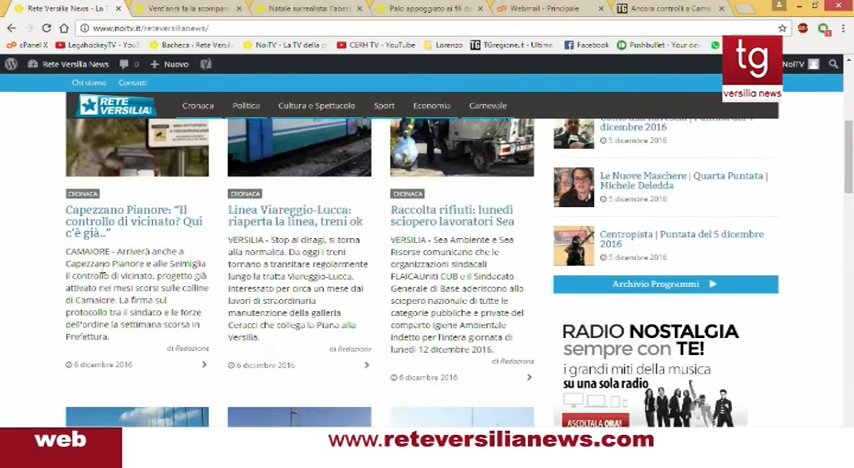 Rete Versilia News - La T
Vent'anni fa la scompar
Natale surrealista: l'aber
Palo appoggiato ai fili de
Webmail - Principale
Ancora controlli a Cama
www.noitv.it/reteversilianews/
cPanel X
LegahockeyTV - YouTube
Bacheca - YouTube
NoiTV - La TV della
CERH TV - YouTube
Lorenzo
TGregione.it - Ultime
Facebook
Pushbullet - Your de
Rete Versilia News
0
Nuovo
NoiTV
tg
versilia news
Chi siamo
Contatti
RETE
VERSILIA
Cronaca
Politica
Cultura e Spettacolo
Sport
Economia
Carnevale
CRONACA
Capezzano Pianore: "Il
controllo di vicinato? Qui
c'è già.."
CAMAIORE - Arriverà anche a
Capezzano Pianore e alle Selmiglia
il controllo di vicinato, progetto già
attivato nei mesi scorsi sulle colline
di Camaiore. La firma sul
protocollo tra il sindaco e le forze
dell'ordine la settimana scorsa in
Prefettura.
di Redazione
6 dicembre 2016
CRONACA
Linea Viareggio-Lucca:
riaperta la linea, treni ok
VERSILIA - Stop ai disagi, si torna
alla normalità. Da oggi i treni
tornano a transitare regolarmente
lungo la tratta Viareggio-Lucca,
interessato per circa un mese dai
lavori di straordinaria
manutenzione della galleria
Ceracci che collega la Piana alla
Versilia.
di Redazione
6 dicembre 2016
CRONACA
Raccolta rifiuti: lunedì
sciopero lavoratori Sea
VERSILIA - Sea Ambiente e Sea
Risorse comunicano che le
organizzazioni sindacali
FLAICAUniti CUB e il Sindacato
Generale di Base aderiscono allo
sciopero nazionale di tutte le
categorie pubbliche e private del
comparto Igiene Ambientale
indetto per l'intera giornata di
lunedì 12 dicembre 2016.
di Redazione
6 dicembre 2016
dicembre 2016
5 dicembre 2016
Le Nuove Maschere | Quarta Puntata |
Michele Deledda
5 dicembre 2016
Centropista | Puntata del 5 dicembre
2016
5 dicembre 2016
Archivio Programmi
RADIO NOSTALGIA
sempre con TE!
i grandi miti della musica
su una sola radio
ASCOLTALA ORA!
web
www.reteversilianews.com